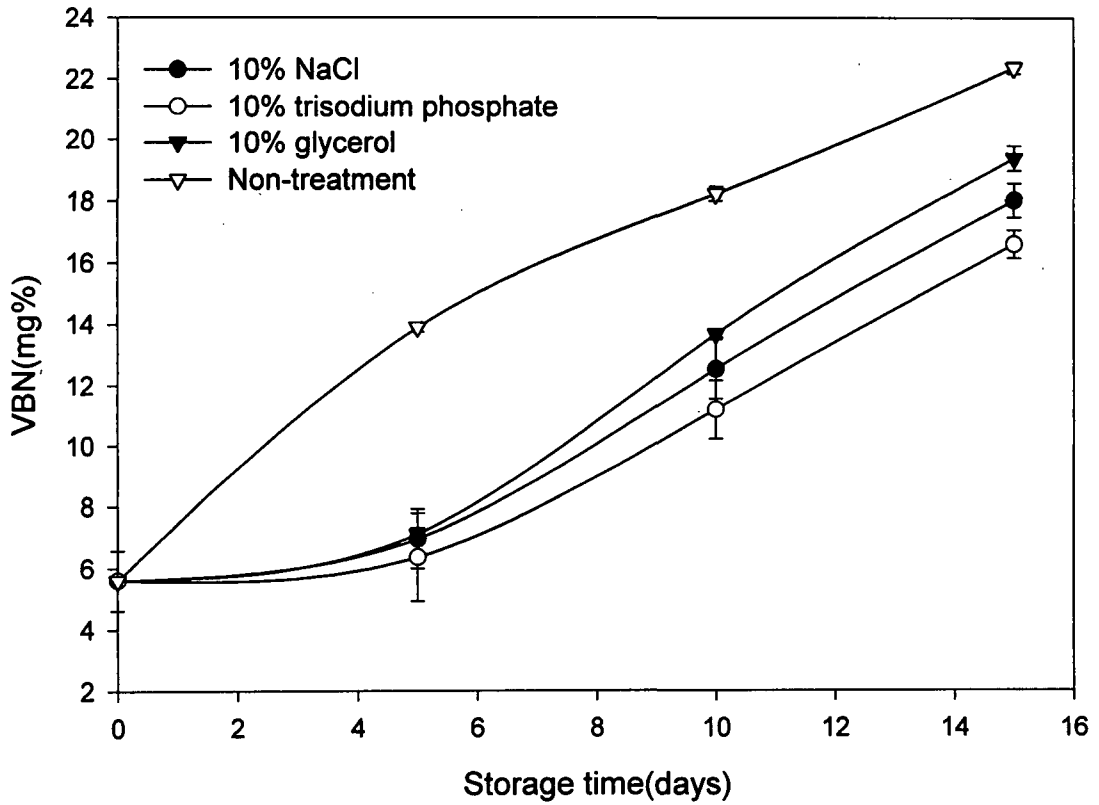 24
22
20
18
16
14
12
10
8
6
4
2
VBN(mg%)
10% NaCl
10% trisodium phosphate
10% glycerol
Non-treatment
0 2 4 6 8 10 12 14 16
Storage time(days)